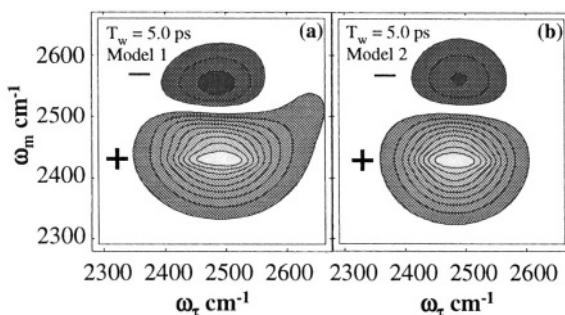 T_w = 5.0 ps (a)
Model 1
−
+
T_w = 5.0 ps (b)
Model 2
−
+
ω_m cm⁻¹
2600
2500
2400
2300
2300 2400 2500 2600
2300 2400 2500 2600
ω_τ cm⁻¹
ω_τ cm⁻¹